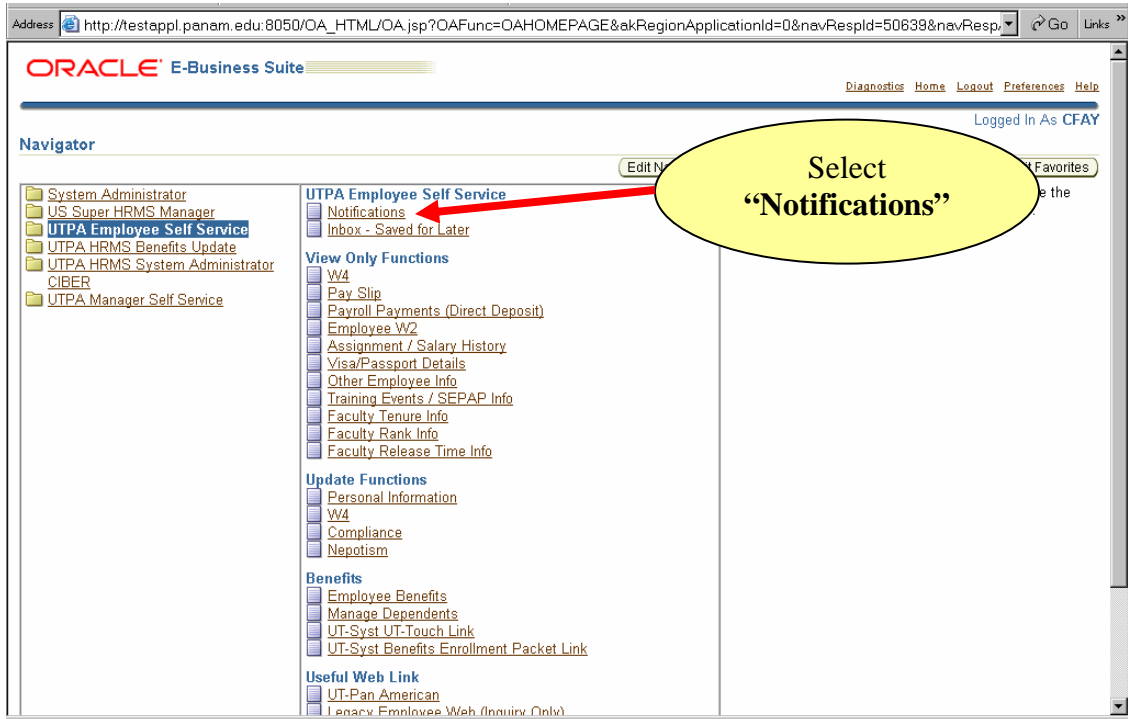 Address http://testappl.panam.edu:8050/OA_HTML/OA.jsp?OAFunc=OAHOMEPAGE&akRegionApplicationId=0&navRespId=50639&navResp Go Links »
ORACLE® E-Business Suite
Diagnostics Home Logout Preferences Help
Logged In As CFAY
Navigator
Edit Favorites)
Select
“Notifications”
System Administrator
US Super HRMS Manager
UTPA Employee Self Service
UTPA HRMS Benefits Update
UTPA HRMS System Administrator
CIBER
UTPA Manager Self Service
UTPA Employee Self Service
Notifications
Inbox - Saved for Later
View Only Functions
W4
Pay Slip
Payroll Payments (Direct Deposit)
Employee W2
Assignment / Salary History
Visa/Passport Details
Other Employee Info
Training Events / SEPAP Info
Faculty Tenure Info
Faculty Rank Info
Faculty Release Time Info
Update Functions
Personal Information
W4
Compliance
Nepotism
Benefits
Employee Benefits
Manage Dependents
UT-Syst UT-Touch Link
UT-Syst Benefits Enrollment Packet Link
Useful Web Link
UT-Pan American
Legacy Employee Web (Inquiry Only)
the